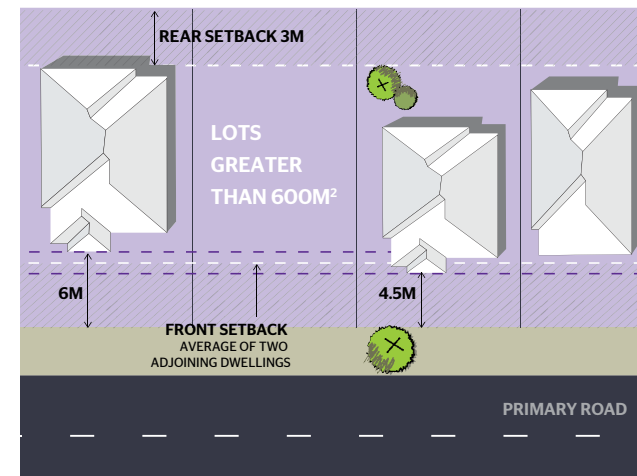 REAR SETBACK 3M
LOTS
GREATER
THAN 600M²
6M
4.5M
FRONT SETBACK
AVERAGE OF TWO
ADJOINING DWELLINGS
PRIMARY ROAD